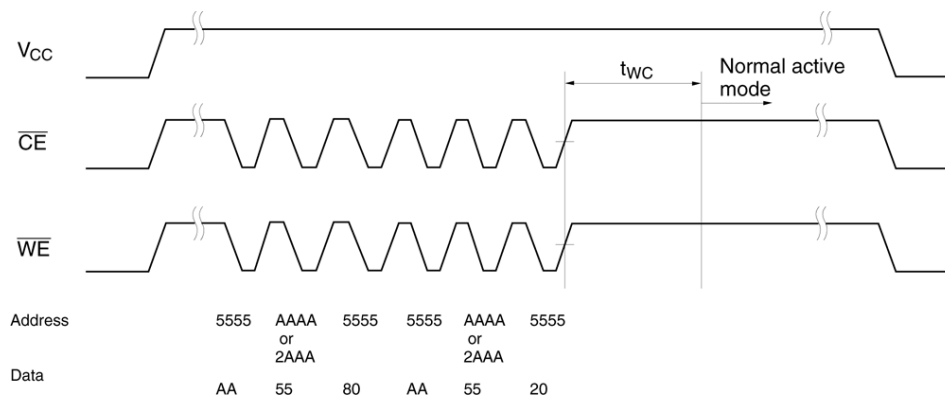 VCC
tWC
Normal active
mode
CE
WE
Address 5555 AAAA 5555 5555 AAAA 5555
or or
2AAA 2AAA
Data
AA 55 80 AA 55 20